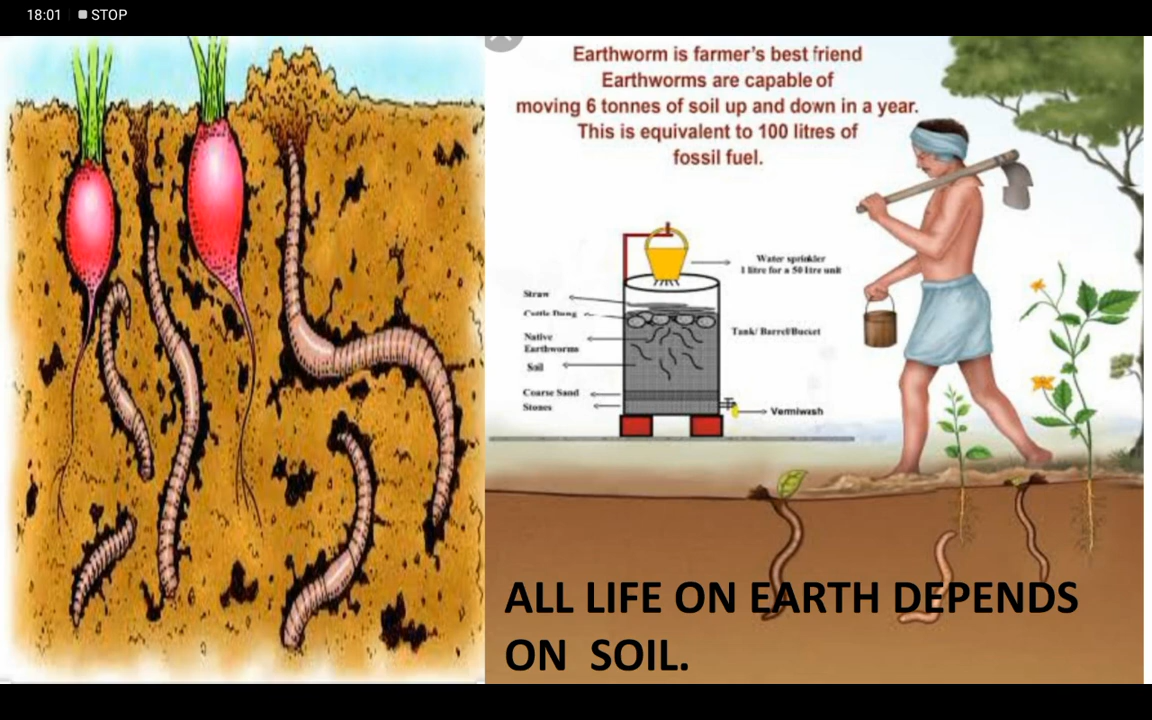 18:01 STOP
Earthworm is farmer's best friend
Earthworms are capable of
moving 6 tonnes of soil up and down in a year.
This is equivalent to 100 litres of
fossil fuel.
Water sprinkler
1 litre for a 50 litre unit
Straw
Cattle Dung
Tank/ Barrel/Bucket
Native
Earthworms
Soil
Coarse Sand
Stones
Vermiwash
ALL LIFE ON EARTH DEPENDS
ON SOIL.